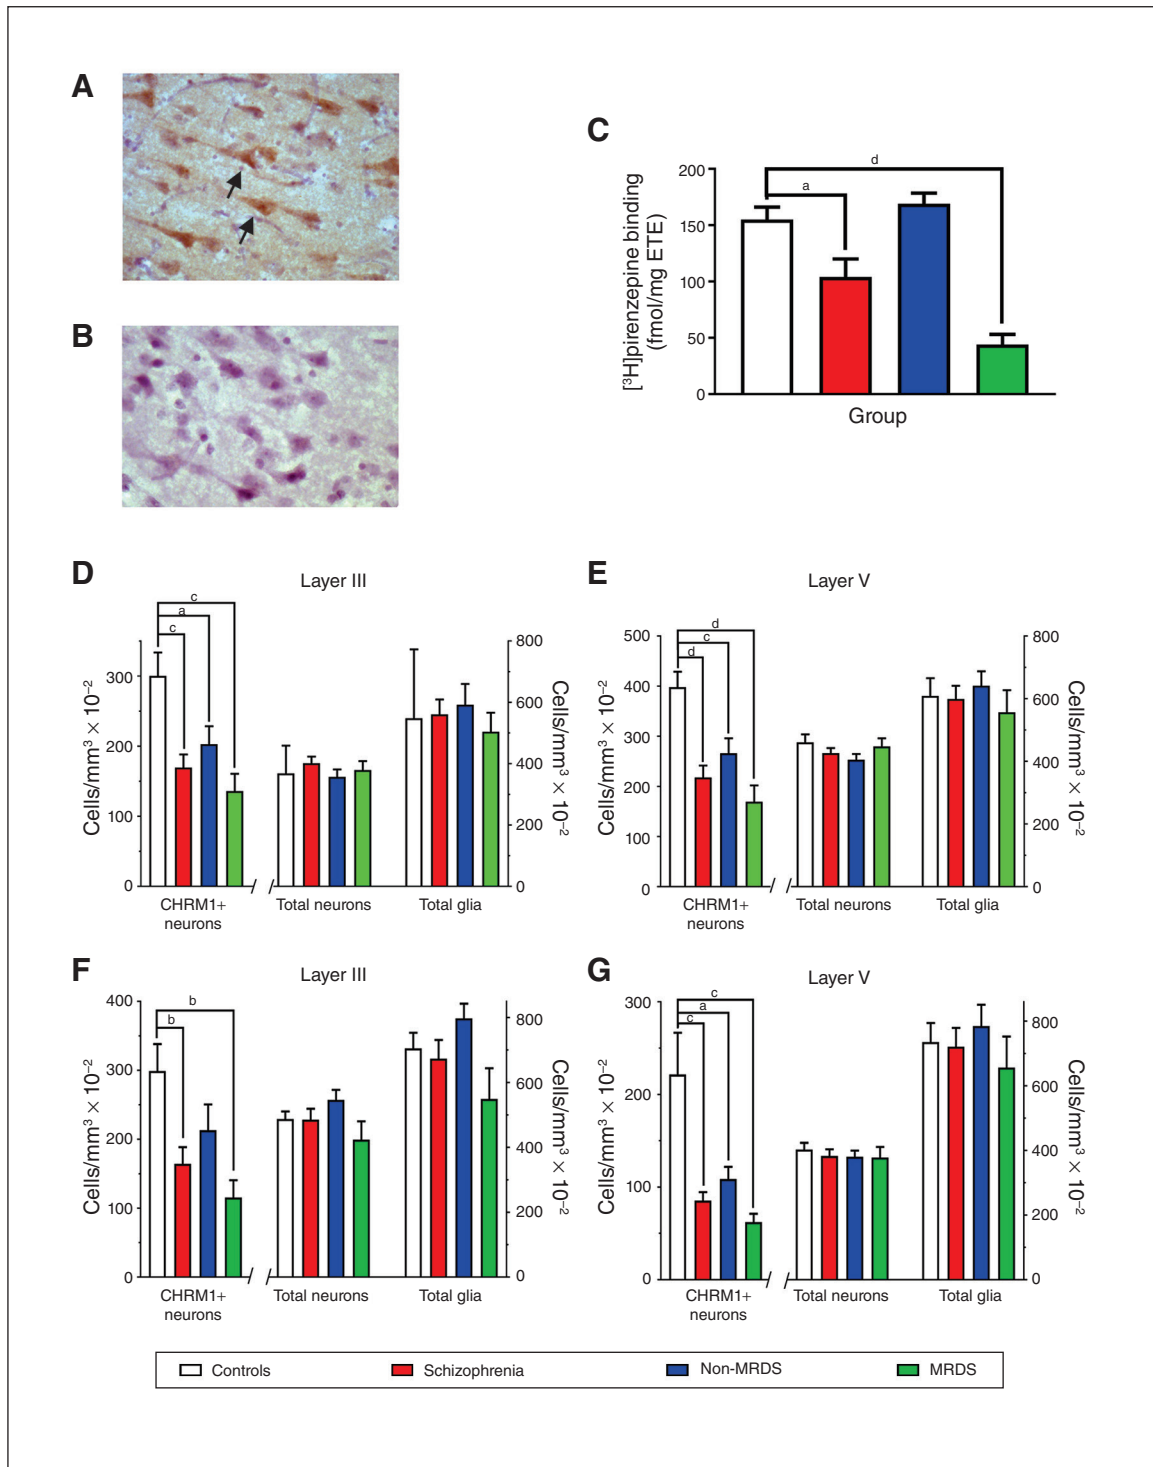 A
B
C
[³H]pirenzepine binding
(fmol/mg ETE)
200
150
100
50
0
a
d
Group
D
Layer III
Cells/mm³ × 10⁻²
300
200
100
0
c
a
c
800
600
400
200
0
Cells/mm³ × 10⁻²
CHRM1+
neurons
Total neurons
Total glia
E
Layer V
Cells/mm³ × 10⁻²
500
400
300
200
100
0
d
c
d
800
600
400
200
0
Cells/mm³ × 10⁻²
CHRM1+
neurons
Total neurons
Total glia
F
Layer III
Cells/mm³ × 10⁻²
400
300
200
100
0
b
b
800
600
400
200
0
Cells/mm³ × 10⁻²
CHRM1+
neurons
Total neurons
Total glia
G
Layer V
Cells/mm³ × 10⁻²
300
200
100
0
c
a
c
800
600
400
200
0
Cells/mm³ × 10⁻²
CHRM1+
neurons
Total neurons
Total glia
Controls
Schizophrenia
Non-MRDS
MRDS